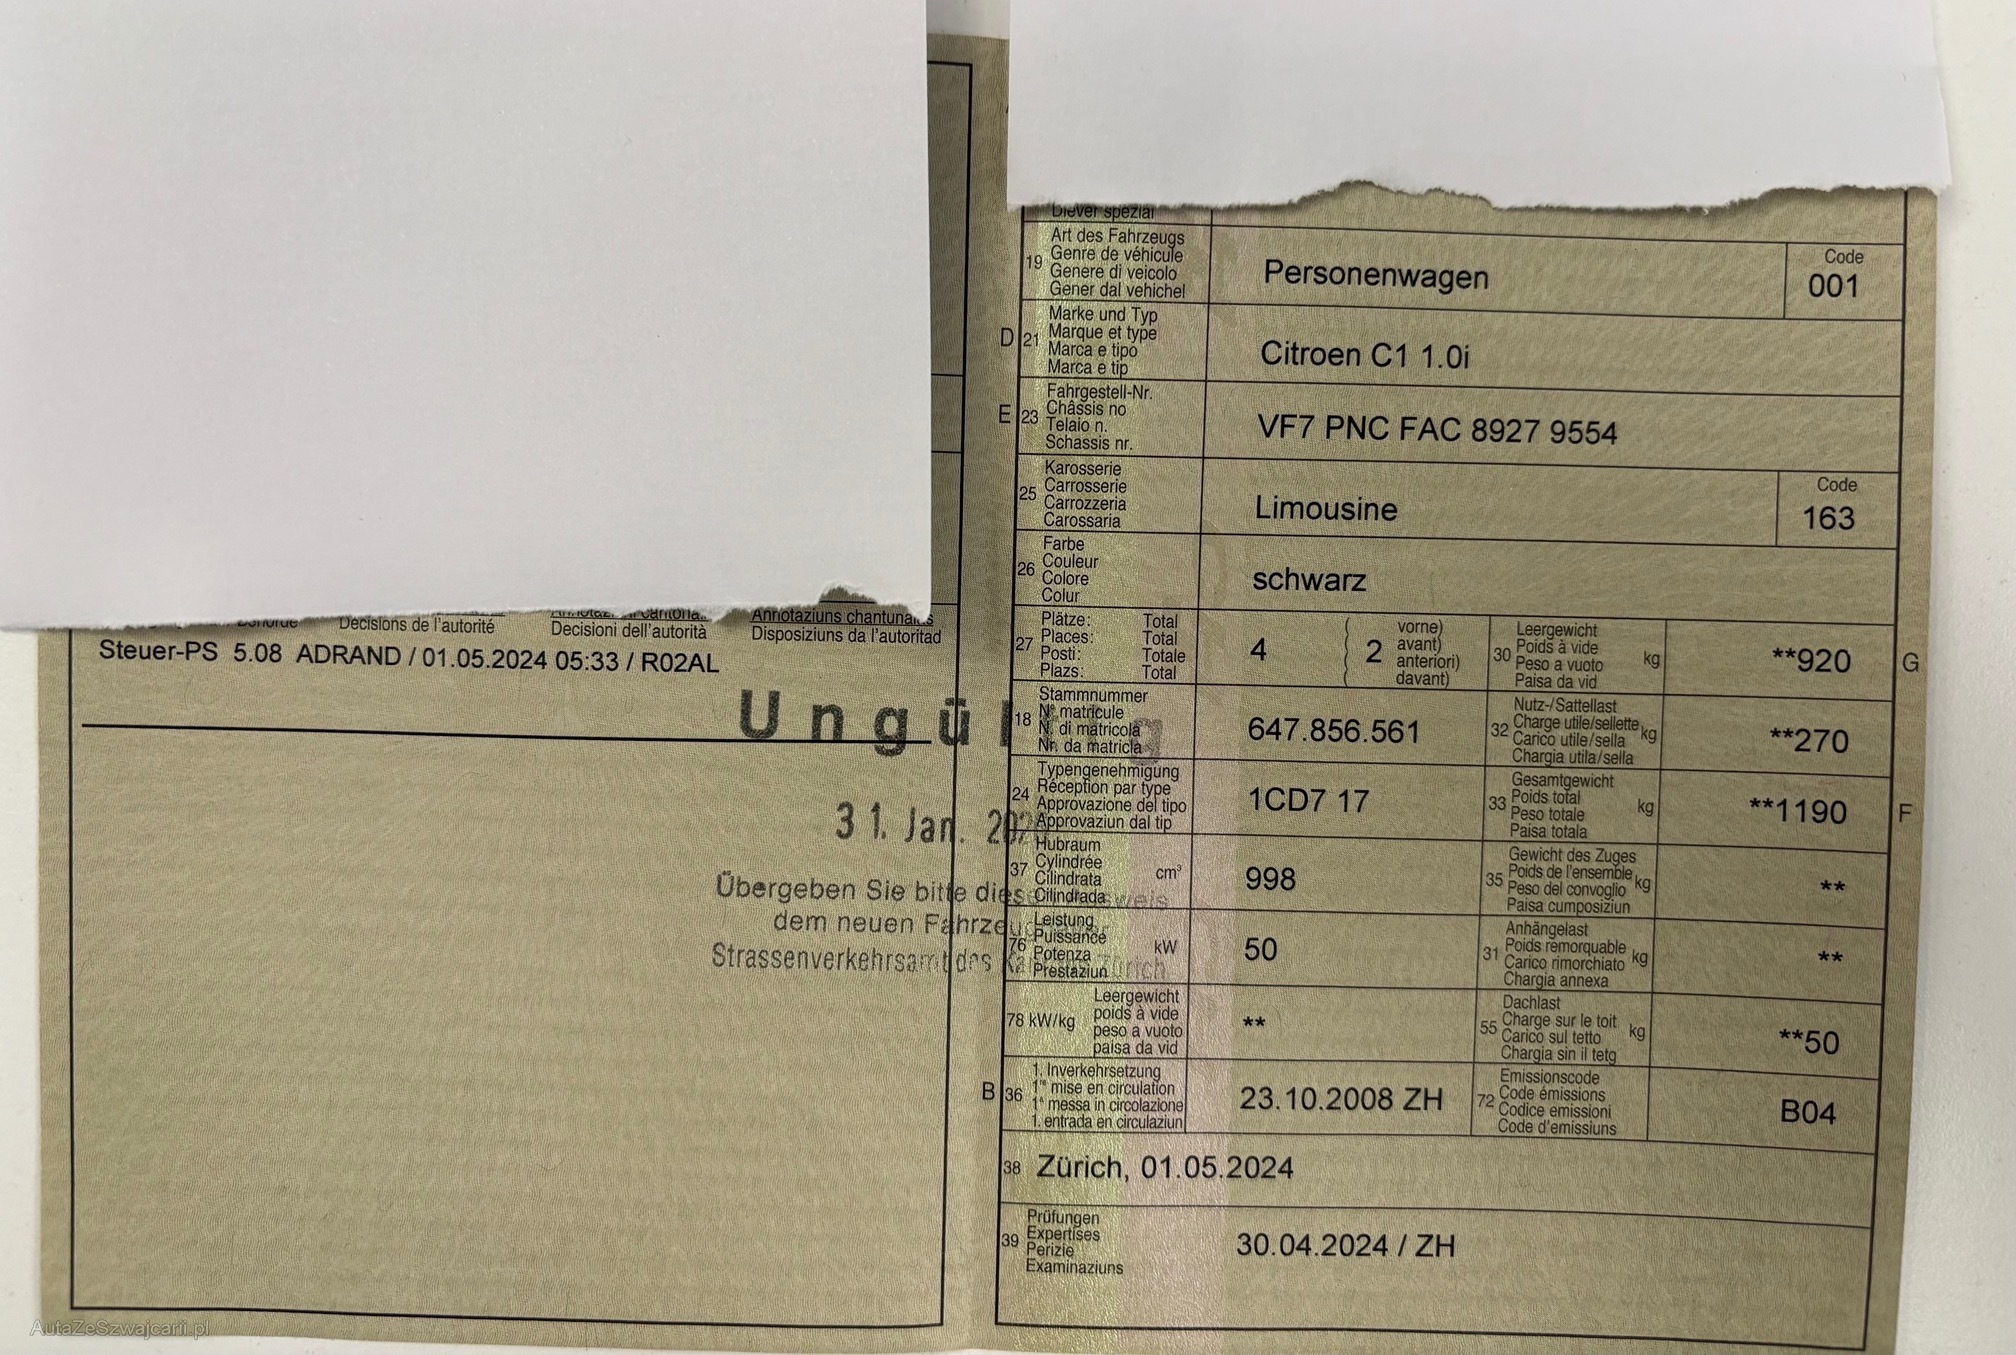 Décisions de l'autorité
Decisioni dell'autorità
Annotaziuns chantunals
Disposiziuns da l'autoritad
Steuer-PS 5.08 ADRAND / 01.05.2024 05:33 / R02AL
31. Jan.
Übergeben Sie bitte
dem neuen
Strassenverkehrsamt des Kantons Zürich
AutaZeSzwajcarii.pl
Diever spezial
19 Art des Fahrzeugs
Genre de véhicule
Genere di veicolo
Gener dal vehichel
Personenwagen
Code
001
D 21 Marke und Typ
Marque et type
Marca e tipo
Marca e tip
Citroen C1 1.0i
E 23 Fahrgestell-Nr.
Châssis no
Telaio n.
Schassis nr.
VF7 PNC FAC 8927 9554
25 Karosserie
Carrosserie
Carrozzeria
Carossaria
Limousine
Code
163
26 Farbe
Couleur
Colore
Colur
schwarz
27 Plätze: Total
Places: Total
Posti: Totale
Plazs: Total
4 ( 2 vorne)
avant)
anteriori)
davant)
30 Leergewicht
Poids à vide kg
Peso a vuoto
Paisa da vid
**920 G
18 Stammnummer
N° matricule
N. di matricola
Nr. da matricla
647.856.561
32 Nutz-/Sattellast
Charge utile/sellette kg
Carico utile/sella
Chargia utila/sella
**270
24 Typengenehmigung
Réception par type
Approvazione del tipo
Approvaziun dal tip
1CD7 17
33 Gesamtgewicht
Poids total kg
Peso totale
Paisa totala
**1190 F
37 Hubraum
Cylindrée cm³
Cilindrata
Cilindrada
998
35 Gewicht des Zuges
Poids de l'ensemble kg
Peso del convoglio
Paisa cumposiziun
**
76 Leistung
Puissance kW
Potenza
Prestaziun
50
31 Anhängelast
Poids remorquable kg
Carico rimorchiato
Chargia annexa
**
78 kW/kg Leergewicht
poids à vide
peso a vuoto
paisa da vid
**
55 Dachlast
Charge sur le toit kg
Carico sul tetto
Chargia sin il tetg
**50
B 36 1. Inverkehrsetzung
1re mise en circulation
1a messa in circolazione
1. entrada en circulaziun
23.10.2008 ZH
72 Emissionscode
Code émissions
Codice emissioni
Code d'emissiuns
B04
38 Zürich, 01.05.2024
39 Prüfungen
Expertises
Perizie
Examinaziuns
30.04.2024 / ZH